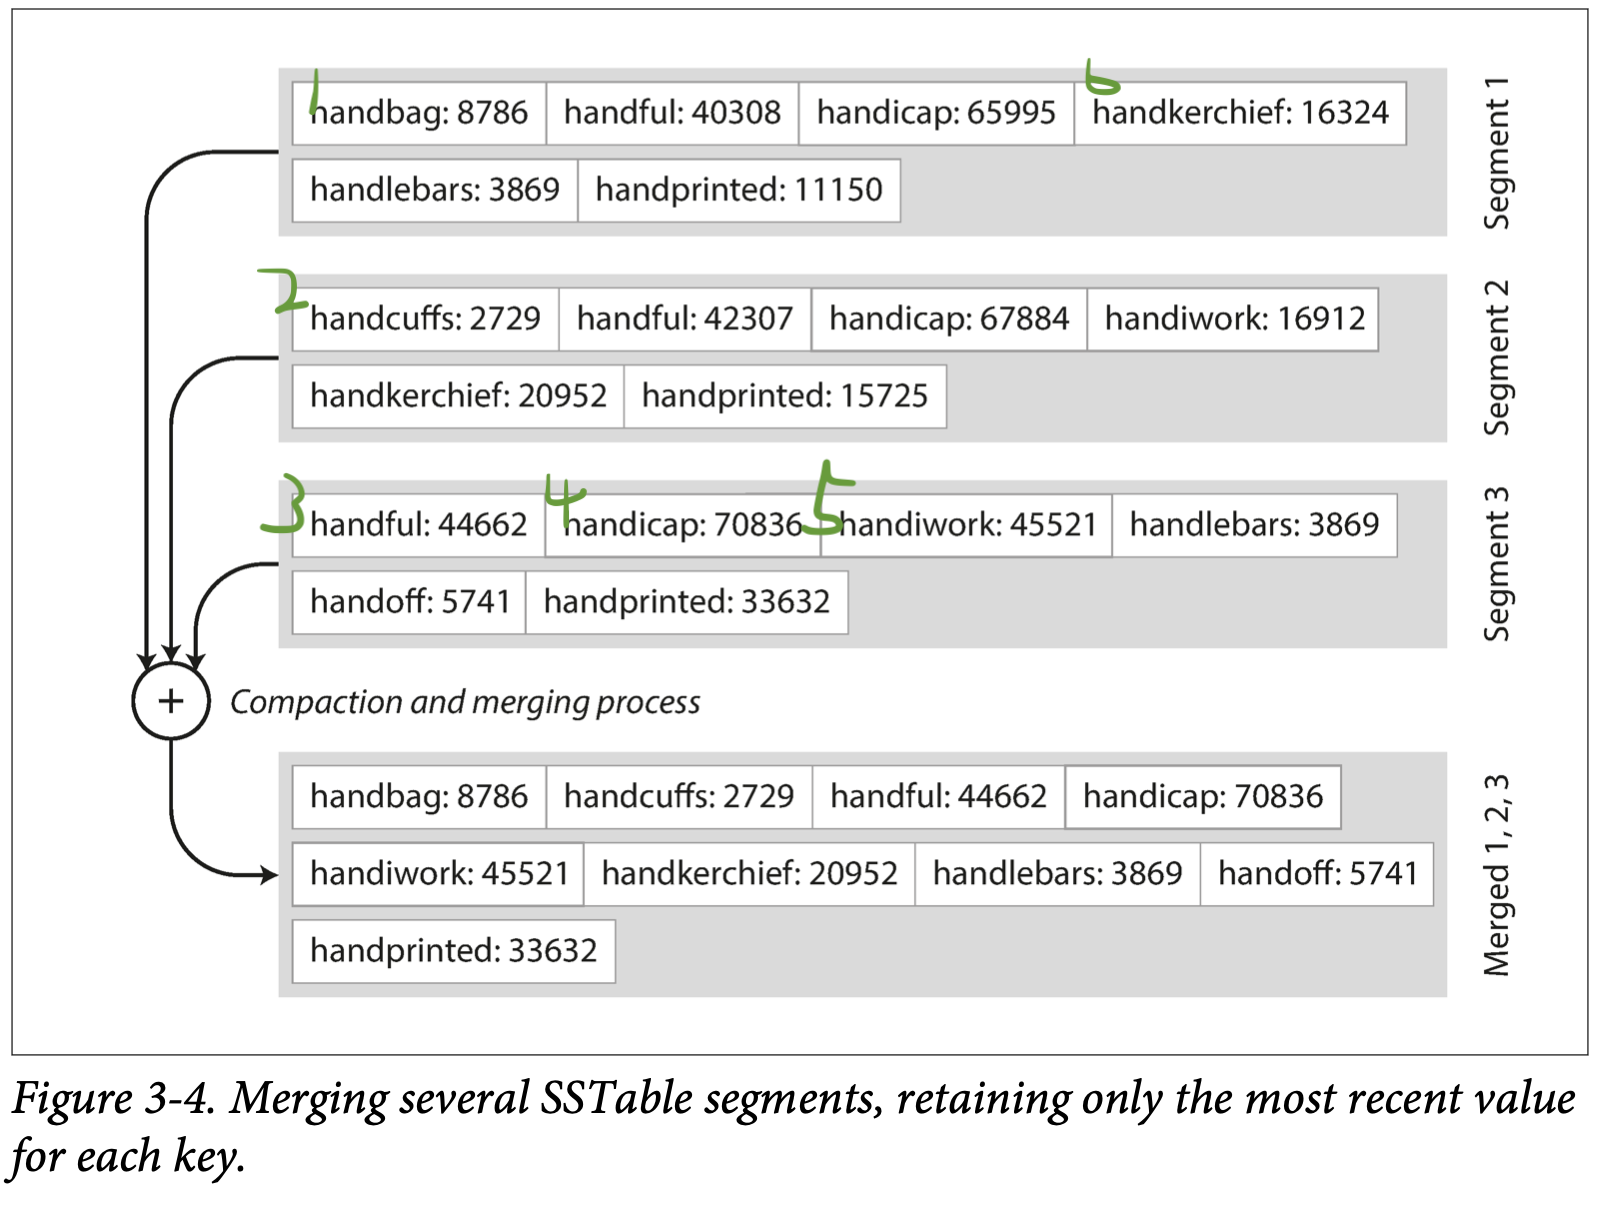 1 6
handbag: 8786 handful: 40308 handicap: 65995 handkerchief: 16324
handlebars: 3869 handprinted: 11150
Segment 1
2
handcuffs: 2729 handful: 42307 handicap: 67884 handiwork: 16912
handkerchief: 20952 handprinted: 15725
Segment 2
3 4 5
handful: 44662 handicap: 70836 handiwork: 45521 handlebars: 3869
handoff: 5741 handprinted: 33632
Segment 3
+ Compaction and merging process
handbag: 8786 handcuffs: 2729 handful: 44662 handicap: 70836
handiwork: 45521 handkerchief: 20952 handlebars: 3869 handoff: 5741
handprinted: 33632
Merged 1, 2, 3
Figure 3-4. Merging several SSTable segments, retaining only the most recent value
for each key.